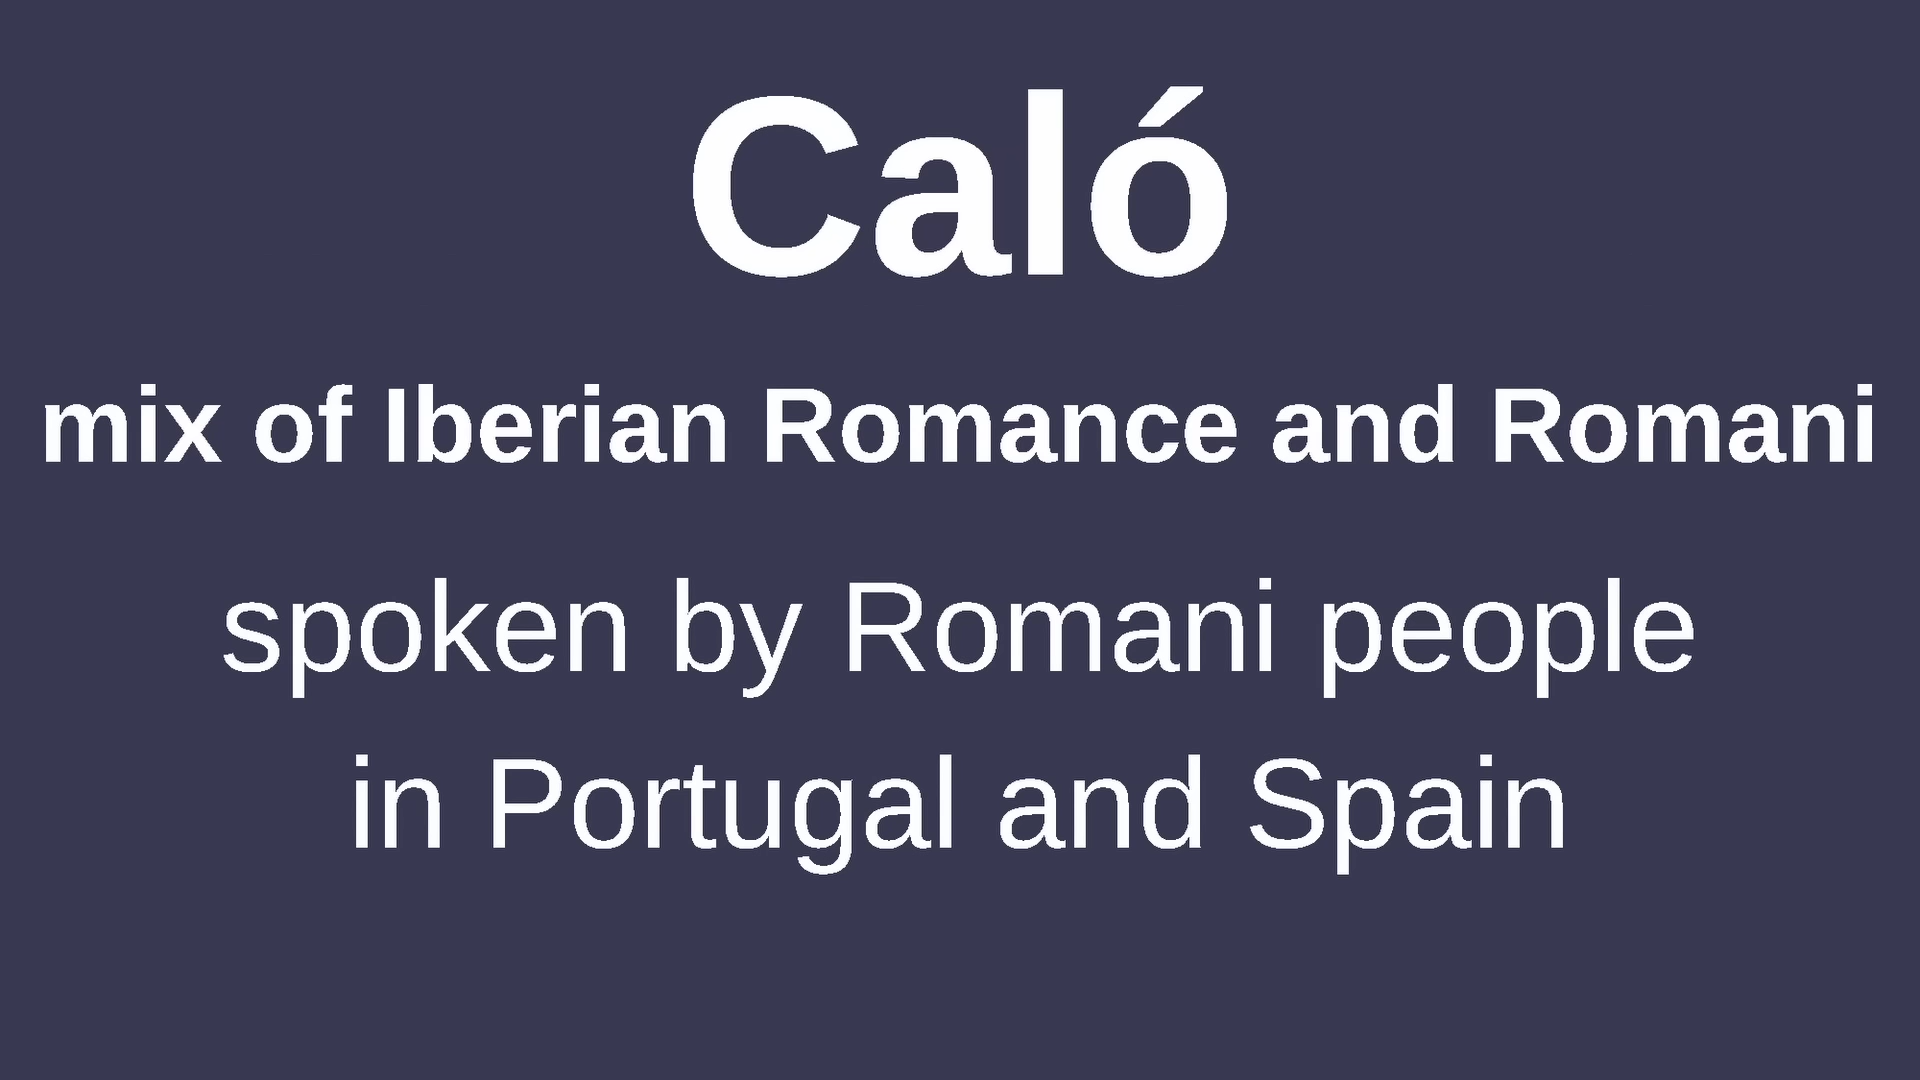 Caló
mix of Iberian Romance and Romani
spoken by Romani people
in Portugal and Spain